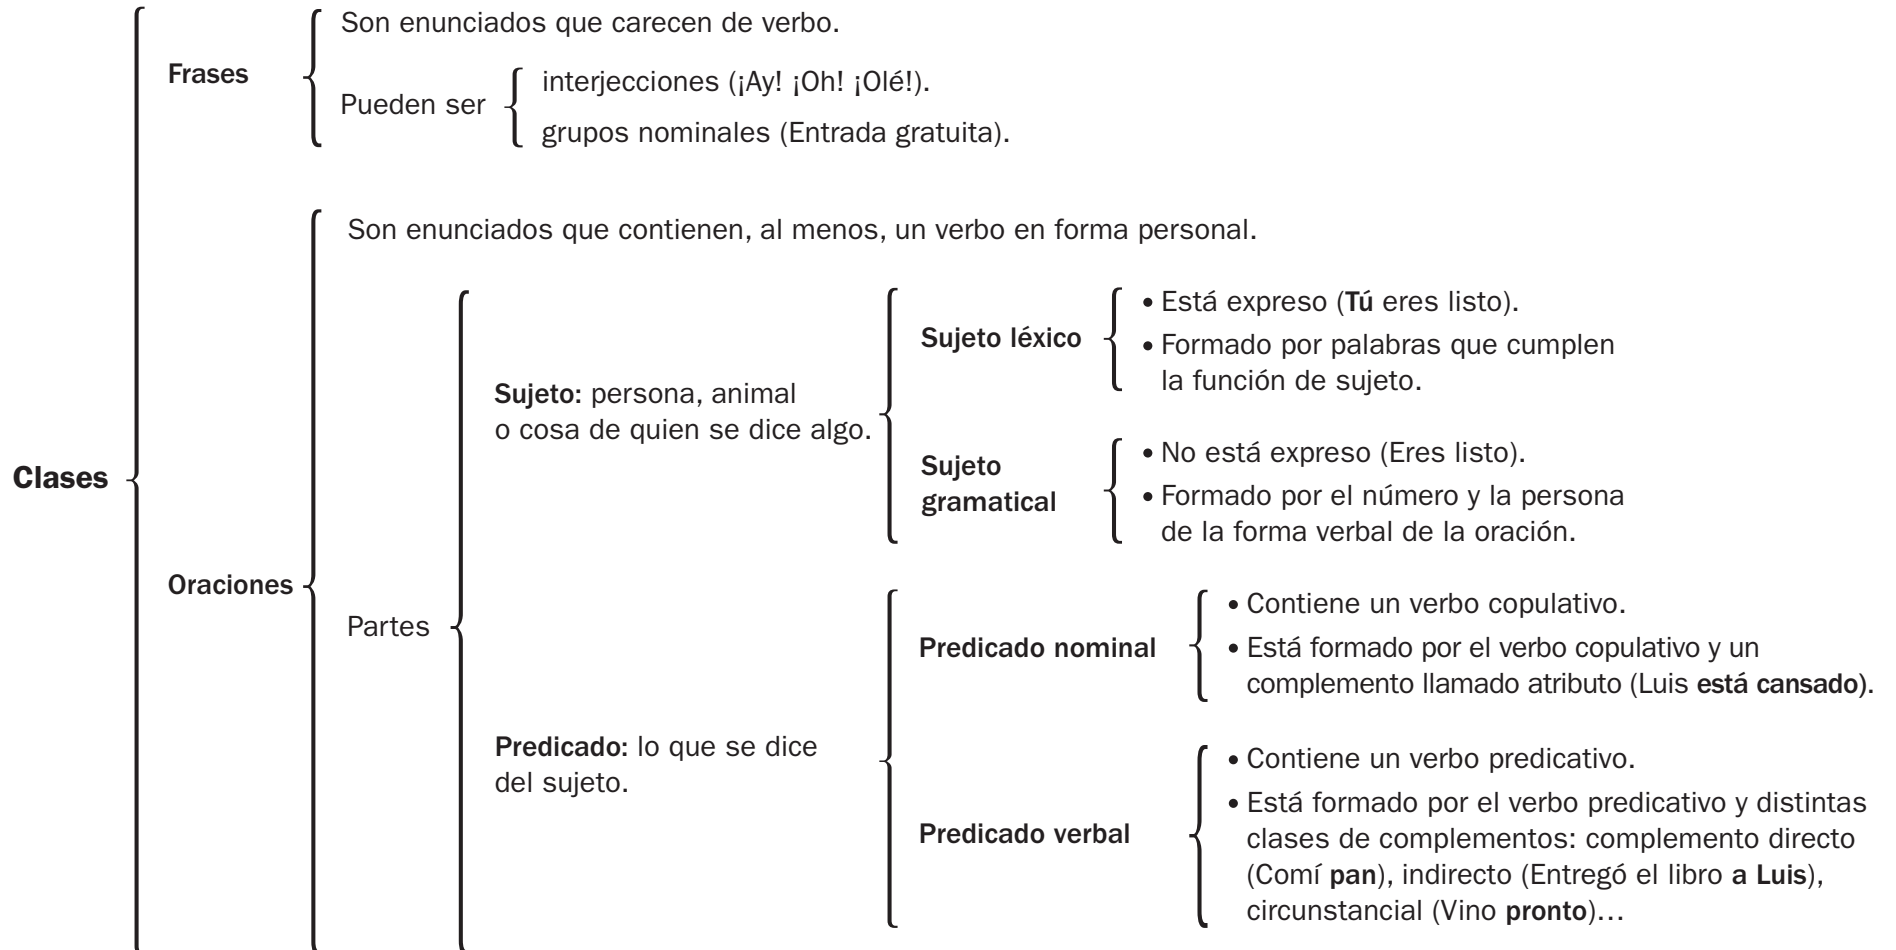 Clases
Frases
Son enunciados que carecen de verbo.
Pueden ser
interjecciones (¡Ay! ¡Oh! ¡Olé!).
grupos nominales (Entrada gratuita).
Oraciones
Son enunciados que contienen, al menos, un verbo en forma personal.
Partes
Sujeto: persona, animal
o cosa de quien se dice algo.
Sujeto léxico
• Está expreso (Tú eres listo).
• Formado por palabras que cumplen
la función de sujeto.
Sujeto
gramatical
• No está expreso (Eres listo).
• Formado por el número y la persona
de la forma verbal de la oración.
Predicado: lo que se dice
del sujeto.
Predicado nominal
• Contiene un verbo copulativo.
• Está formado por el verbo copulativo y un
complemento llamado atributo (Luis está cansado).
Predicado verbal
• Contiene un verbo predicativo.
• Está formado por el verbo predicativo y distintas
clases de complementos: complemento directo
(Comí pan), indirecto (Entregó el libro a Luis),
circunstancial (Vino pronto)…